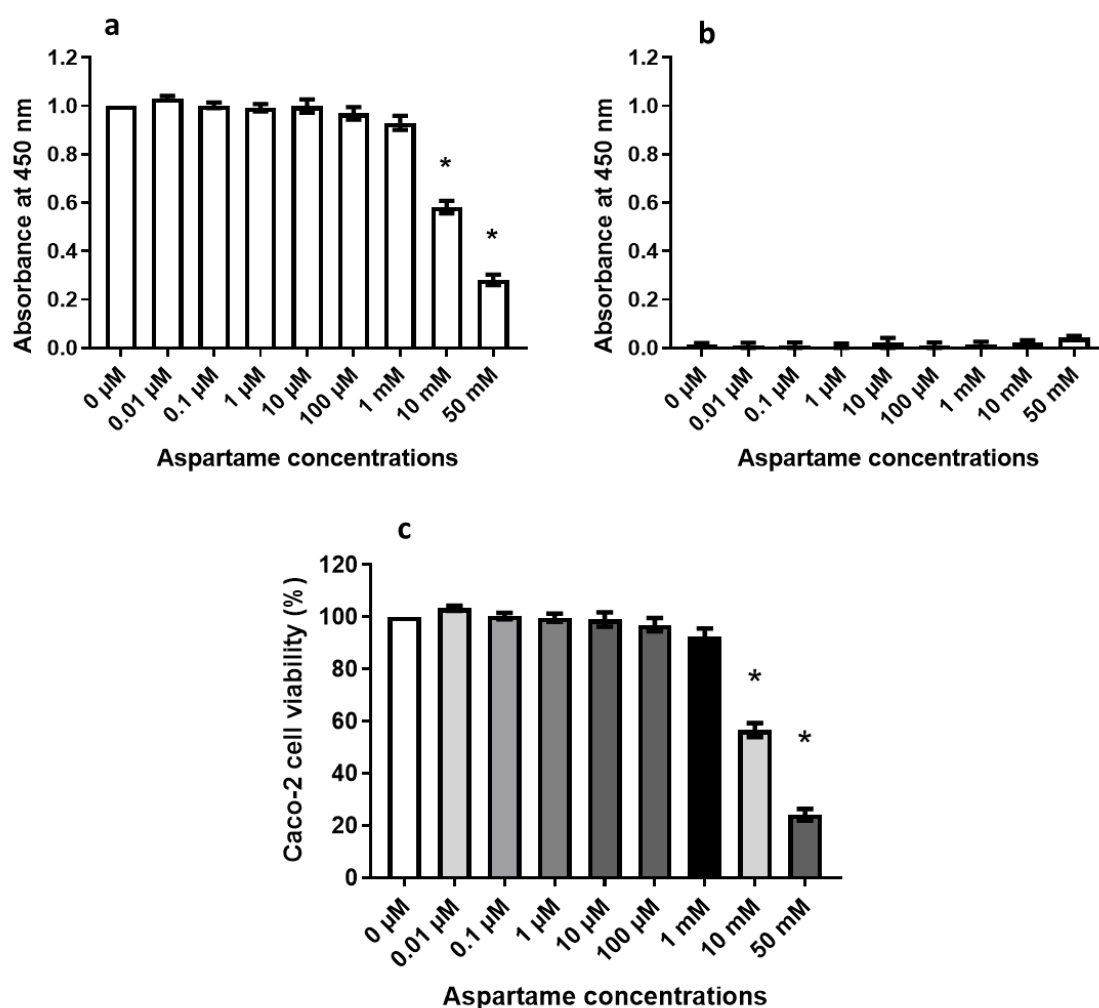 a
Absorbance at 450 nm
1.2
1.0
0.8
0.6
0.4
0.2
0.0
*
*
0 µM
0.01 µM
0.1 µM
1 µM
10 µM
100 µM
1 mM
10 mM
50 mM
Aspartame concentrations
b
Absorbance at 450 nm
1.2
1.0
0.8
0.6
0.4
0.2
0.0
0 µM
0.01 µM
0.1 µM
1 µM
10 µM
100 µM
1 mM
10 mM
50 mM
Aspartame concentrations
c
Caco-2 cell viability (%)
120
100
80
60
40
20
0
*
*
0 µM
0.01 µM
0.1 µM
1 µM
10 µM
100 µM
1 mM
10 mM
50 mM
Aspartame concentrations